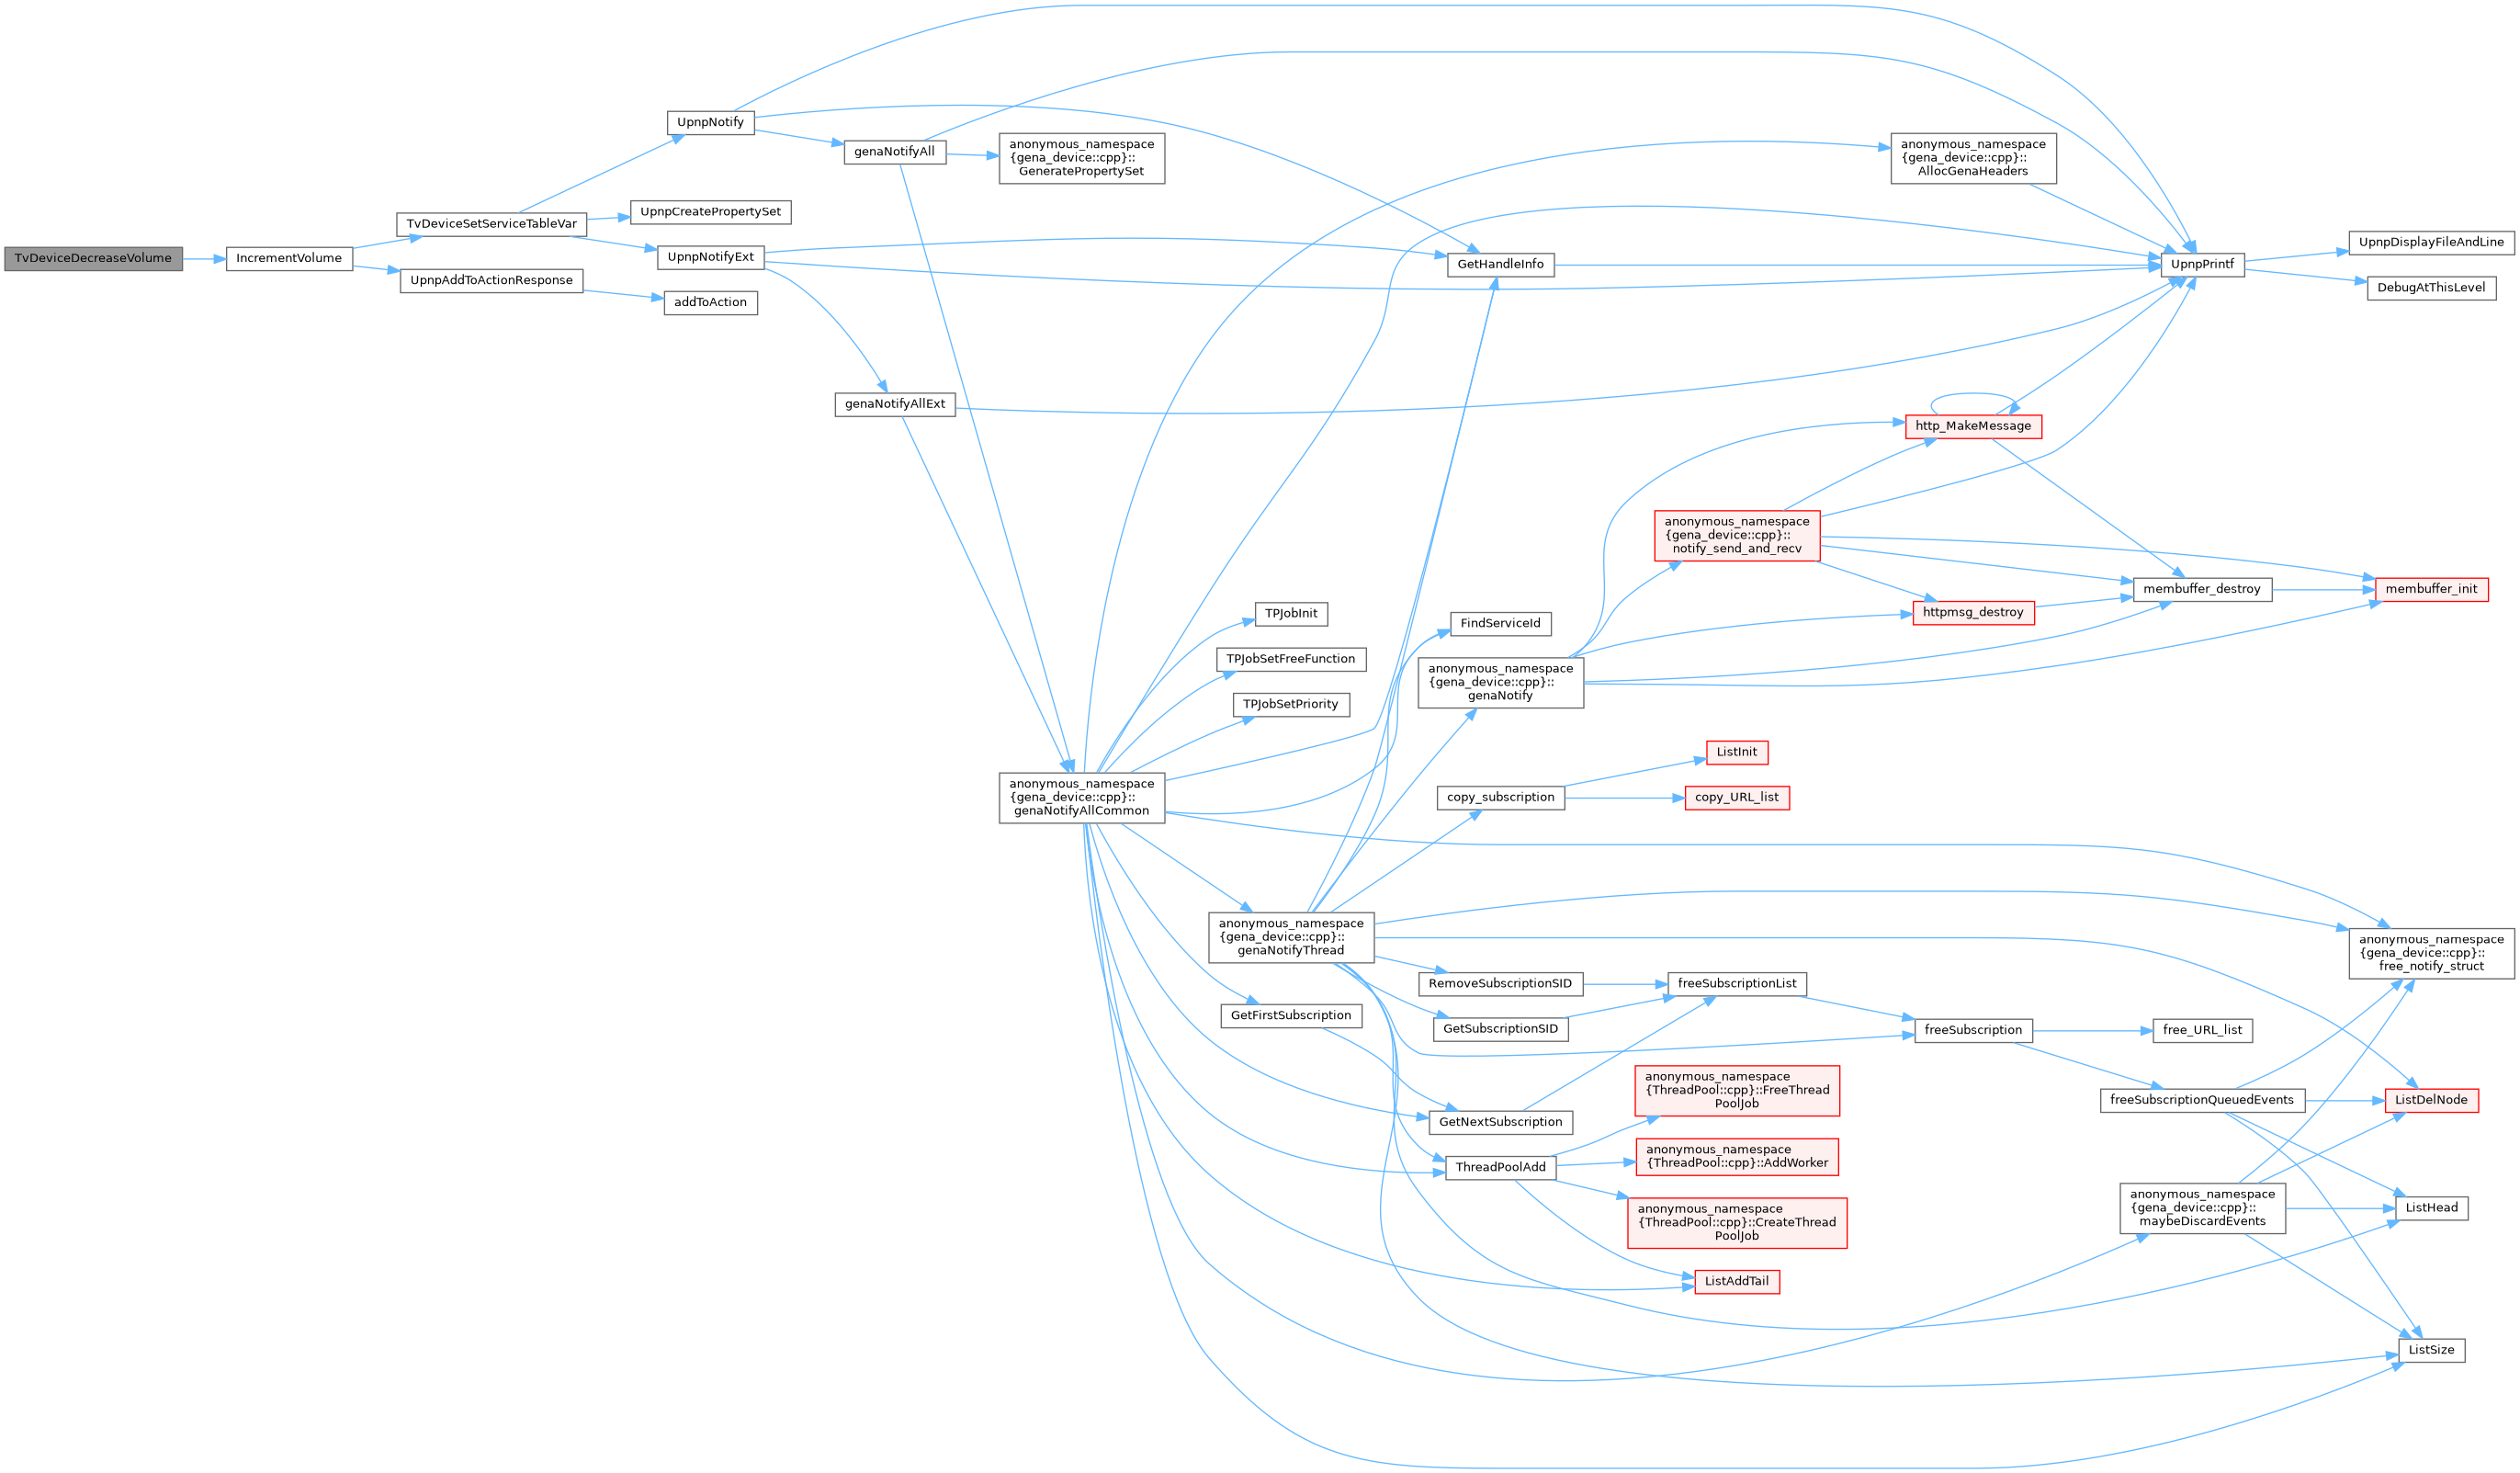 TvDeviceDecreaseVolume
IncrementVolume
TvDeviceSetServiceTableVar
UpnpAddToActionResponse
UpnpNotify
UpnpCreatePropertySet
UpnpNotifyExt
addToAction
genaNotifyAll
genaNotifyAllExt
anonymous_namespace
{gena_device::cpp}::
GeneratePropertySet
anonymous_namespace
{gena_device::cpp}::
genaNotifyAllCommon
anonymous_namespace
{gena_device::cpp}::
AllocGenaHeaders
GetHandleInfo
UpnpPrintf
UpnpDisplayFileAndLine
DebugAtThisLevel
http_MakeMessage
anonymous_namespace
{gena_device::cpp}::
notify_send_and_recv
httpmsg_destroy
membuffer_destroy
membuffer_init
TPJobInit
TPJobSetFreeFunction
TPJobSetPriority
FindServiceId
anonymous_namespace
{gena_device::cpp}::
genaNotify
ListInit
copy_subscription
copy_URL_list
anonymous_namespace
{gena_device::cpp}::
genaNotifyThread
GetFirstSubscription
RemoveSubscriptionSID
GetSubscriptionSID
freeSubscriptionList
freeSubscription
free_URL_list
anonymous_namespace
{gena_device::cpp}::
free_notify_struct
freeSubscriptionQueuedEvents
ListDelNode
GetNextSubscription
ThreadPoolAdd
anonymous_namespace
{ThreadPool::cpp}::FreeThread
PoolJob
anonymous_namespace
{ThreadPool::cpp}::AddWorker
anonymous_namespace
{ThreadPool::cpp}::CreateThread
PoolJob
ListAddTail
anonymous_namespace
{gena_device::cpp}::
maybeDiscardEvents
ListHead
ListSize